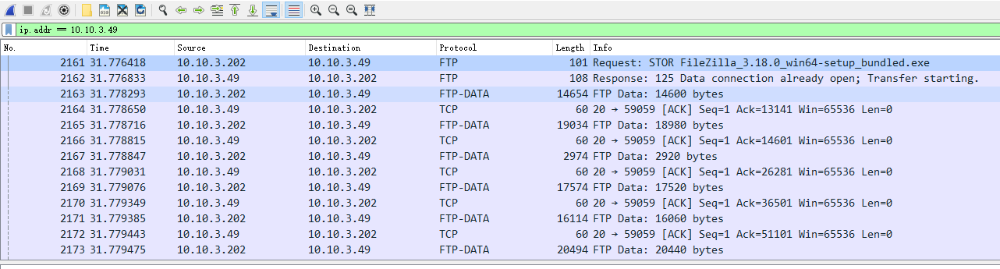 ip.addr == 10.10.3.49
No. Time Source Destination Protocol Length Info
2161 31.776418 10.10.3.202 10.10.3.49 FTP 101 Request: STOR FileZilla_3.18.0_win64-setup_bundled.exe
2162 31.776833 10.10.3.49 10.10.3.202 FTP 108 Response: 125 Data connection already open; Transfer starting.
2163 31.778293 10.10.3.202 10.10.3.49 FTP-DATA 14654 FTP Data: 14600 bytes
2164 31.778650 10.10.3.49 10.10.3.202 TCP 60 20 → 59059 [ACK] Seq=1 Ack=13141 Win=65536 Len=0
2165 31.778716 10.10.3.202 10.10.3.49 FTP-DATA 19034 FTP Data: 18980 bytes
2166 31.778815 10.10.3.49 10.10.3.202 TCP 60 20 → 59059 [ACK] Seq=1 Ack=14601 Win=65536 Len=0
2167 31.778847 10.10.3.202 10.10.3.49 FTP-DATA 2974 FTP Data: 2920 bytes
2168 31.779031 10.10.3.49 10.10.3.202 TCP 60 20 → 59059 [ACK] Seq=1 Ack=26281 Win=65536 Len=0
2169 31.779076 10.10.3.202 10.10.3.49 FTP-DATA 17574 FTP Data: 17520 bytes
2170 31.779349 10.10.3.49 10.10.3.202 TCP 60 20 → 59059 [ACK] Seq=1 Ack=36501 Win=65536 Len=0
2171 31.779385 10.10.3.202 10.10.3.49 FTP-DATA 16114 FTP Data: 16060 bytes
2172 31.779443 10.10.3.49 10.10.3.202 TCP 60 20 → 59059 [ACK] Seq=1 Ack=51101 Win=65536 Len=0
2173 31.779475 10.10.3.202 10.10.3.49 FTP-DATA 20494 FTP Data: 20440 bytes